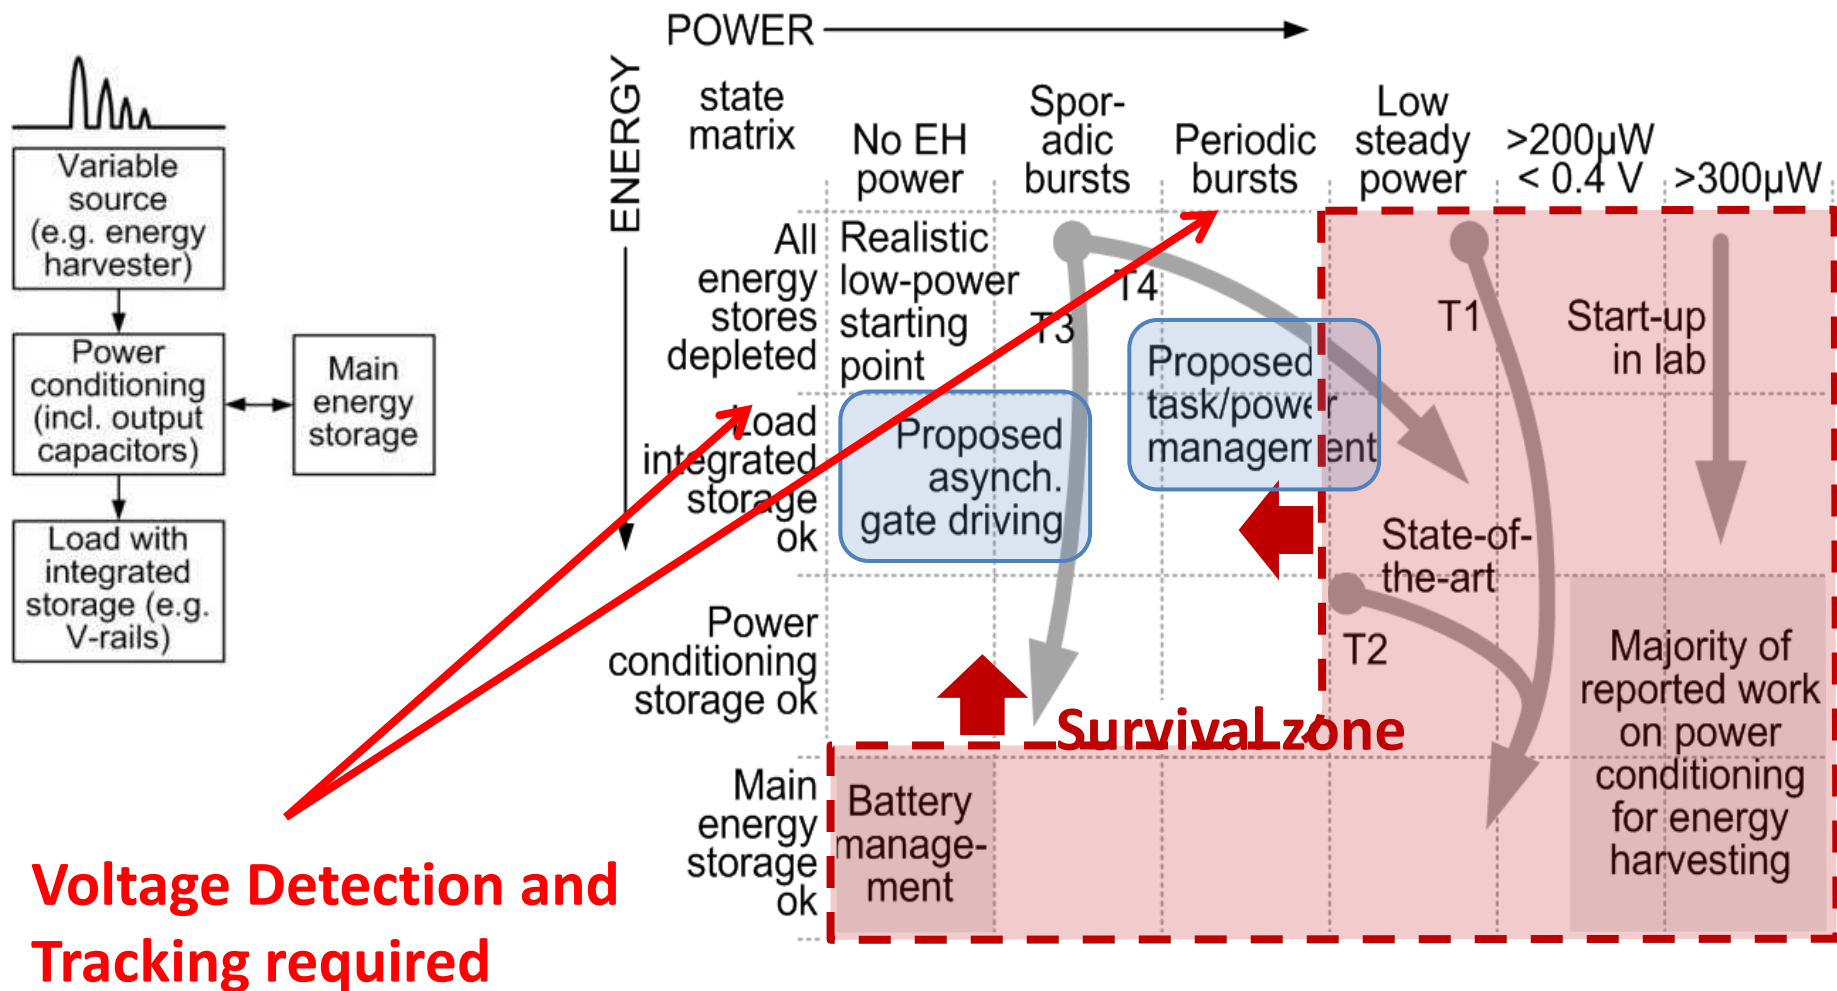 POWER
ENERGY
state
matrix
No EH
power
Spor-
adic
bursts
Periodic
bursts
Low
steady
power
>200µW
< 0.4 V
>300µW
Variable
source
(e.g. energy
harvester)
Power
conditioning
(incl. output
capacitors)
Main
energy
storage
Load with
integrated
storage (e.g.
V-rails)
All
energy
stores
depleted
Realistic
low-power
starting
point
T3
T4
T1
Start-up
in lab
Proposed
task/power
management
Load
integrated
storage
ok
Proposed
asynch.
gate driving
State-of-
the-art
Power
conditioning
storage ok
T2
Survival zone
Majority of
reported work
on power
conditioning
for energy
harvesting
Main
energy
storage
ok
Battery
manage-
ment
Voltage Detection and
Tracking required